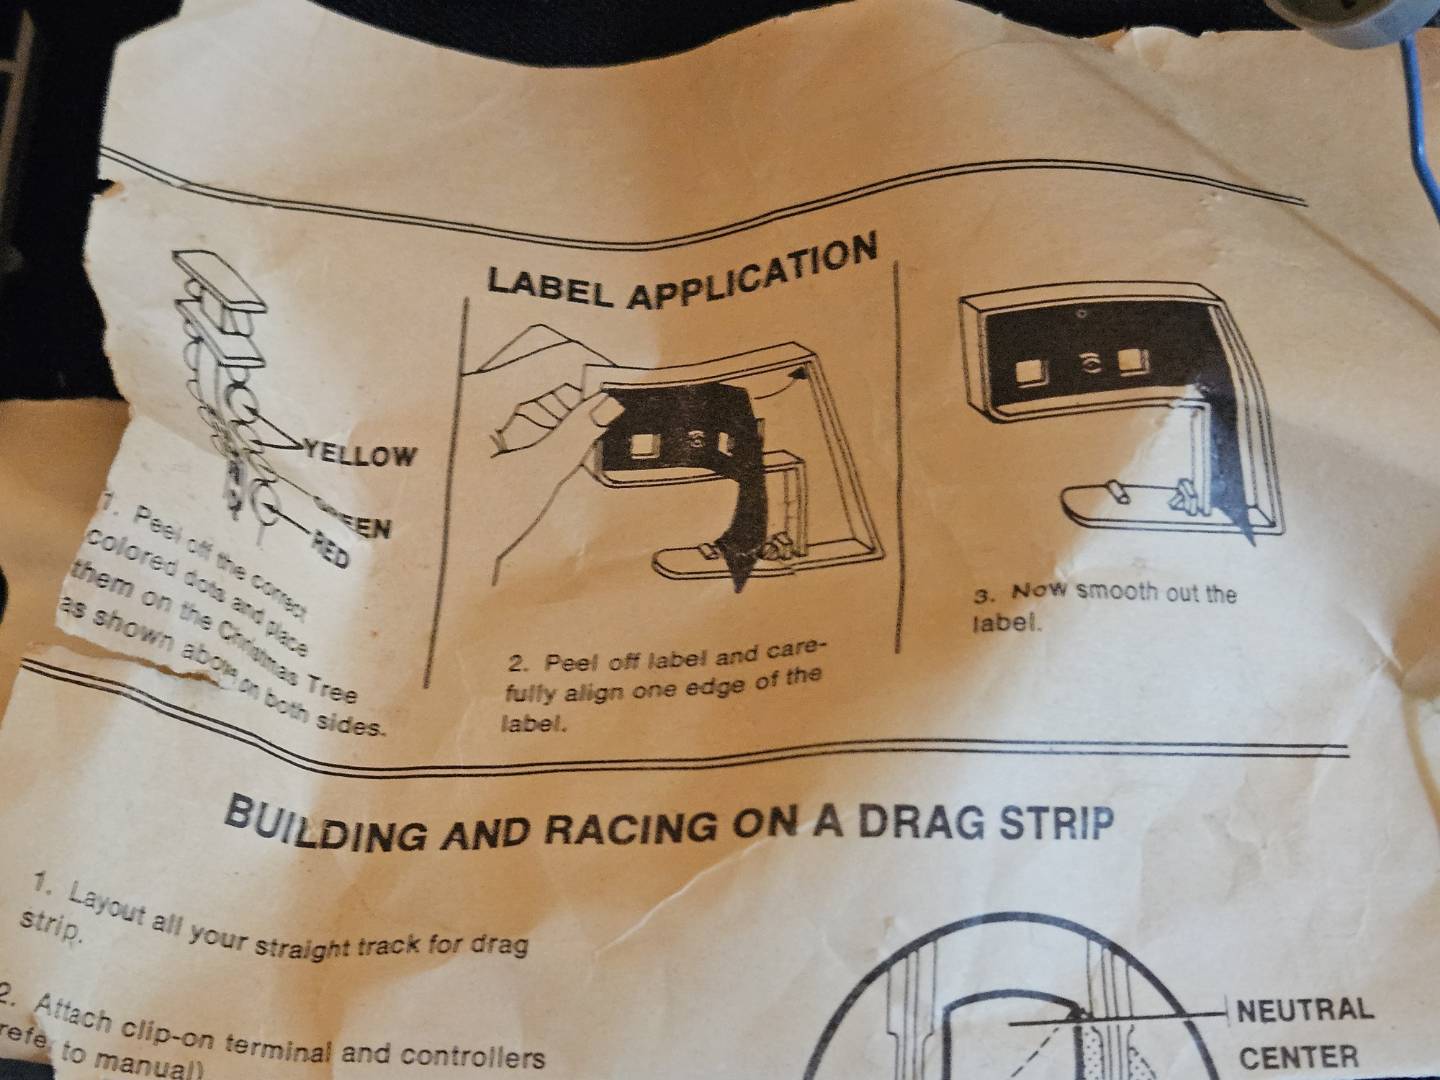 LABEL APPLICATION
YELLOW
GREEN
RED
1. Peel off the correct
colored dots and place
them on the Christmas Tree
as shown above on both sides.
2. Peel off label and care-
fully align one edge of the
label.
3. Now smooth out the
label.
BUILDING AND RACING ON A DRAG STRIP
1. Layout all your straight track for drag
strip.
2. Attach clip-on terminal and controllers
refe to manual)
NEUTRAL
CENTER